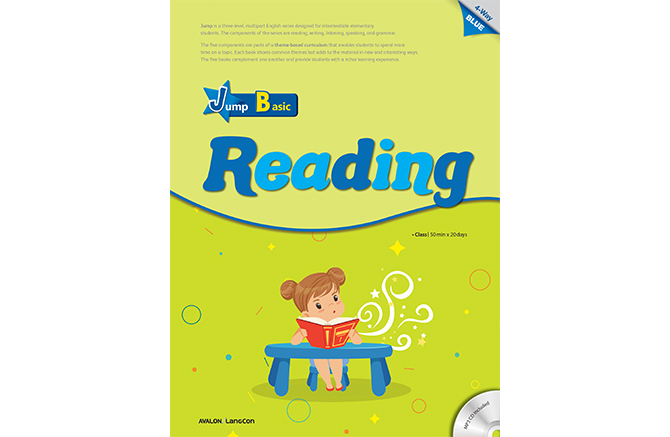 Jump is a three level, multipart English series designed for intermediate elementary
students. The components of the series are reading, writing, listening, speaking, and grammar.
The five components are parts of a theme-based curriculum that enables students to spend more
time on a topic. Each book shares common themes but adds to the material in new and interesting ways.
The five books complement one another and provide students with a richer learning experience.
4-Way
BLUE
Jump Basic
Reading
• Class | 50 min x 20 days
AVALON LangCon
MP3 CD Included